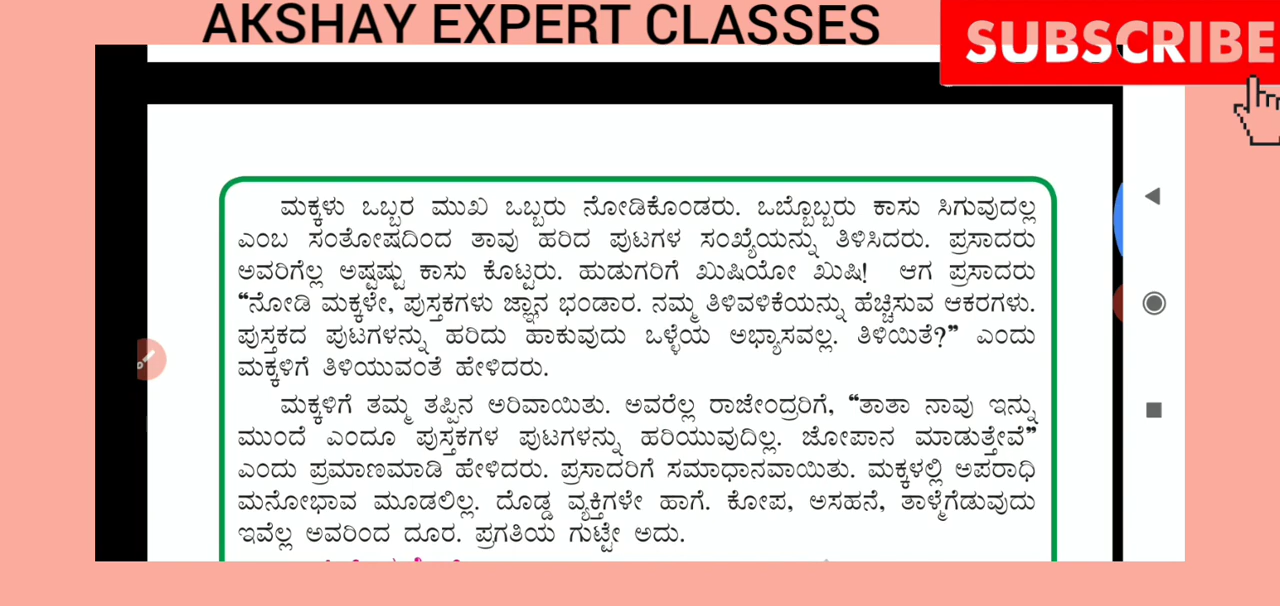 AKSHAY EXPERT CLASSES
SUBSCRIBE
ಮಕ್ಕಳು ಒಬ್ಬರ ಮುಖ ಒಬ್ಬರು ನೋಡಿಕೊಂಡರು. ಒಬ್ಬೊಬ್ಬರು ಕಾಸು ಸಿಗುವುದಲ್ಲ
ಎಂಬ ಸಂತೋಷದಿಂದ ತಾವು ಹರಿದ ಪುಟಗಳ ಸಂಖ್ಯೆಯನ್ನು ತಿಳಿಸಿದರು. ಪ್ರಸಾದರು
ಅವರಿಗೆಲ್ಲ ಅಷ್ಟಷ್ಟು ಕಾಸು ಕೊಟ್ಟರು. ಹುಡುಗರಿಗೆ ಖುಷಿಯೋ ಖುಷಿ! ಆಗ ಪ್ರಸಾದರು
“ನೋಡಿ ಮಕ್ಕಳೇ, ಪುಸ್ತಕಗಳು ಜ್ಞಾನ ಭಂಡಾರ. ನಮ್ಮ ತಿಳಿವಳಿಕೆಯನ್ನು ಹೆಚ್ಚಿಸುವ ಆಕರಗಳು.
ಪುಸ್ತಕದ ಪುಟಗಳನ್ನು ಹರಿದು ಹಾಕುವುದು ಒಳ್ಳೆಯ ಅಭ್ಯಾಸವಲ್ಲ. ತಿಳಿಯಿತೆ?” ಎಂದು
ಮಕ್ಕಳಿಗೆ ತಿಳಿಯುವಂತೆ ಹೇಳಿದರು.
ಮಕ್ಕಳಿಗೆ ತಮ್ಮ ತಪ್ಪಿನ ಅರಿವಾಯಿತು. ಅವರೆಲ್ಲ ರಾಜೇಂದ್ರರಿಗೆ, “ತಾತಾ ನಾವು ಇನ್ನು
ಮುಂದೆ ಎಂದೂ ಪುಸ್ತಕಗಳ ಪುಟಗಳನ್ನು ಹರಿಯುವುದಿಲ್ಲ. ಜೋಪಾನ ಮಾಡುತ್ತೇವೆ”
ಎಂದು ಪ್ರಮಾಣಮಾಡಿ ಹೇಳಿದರು. ಪ್ರಸಾದರಿಗೆ ಸಮಾಧಾನವಾಯಿತು. ಮಕ್ಕಳಲ್ಲಿ ಅಪರಾಧಿ
ಮನೋಭಾವ ಮೂಡಲಿಲ್ಲ. ದೊಡ್ಡ ವ್ಯಕ್ತಿಗಳೇ ಹಾಗೆ. ಕೋಪ, ಅಸಹನೆ, ತಾಳ್ಮೆಗೆಡುವುದು
ಇವೆಲ್ಲ ಅವರಿಂದ ದೂರ. ಪ್ರಗತಿಯ ಗುಟ್ಟೇ ಅದು.